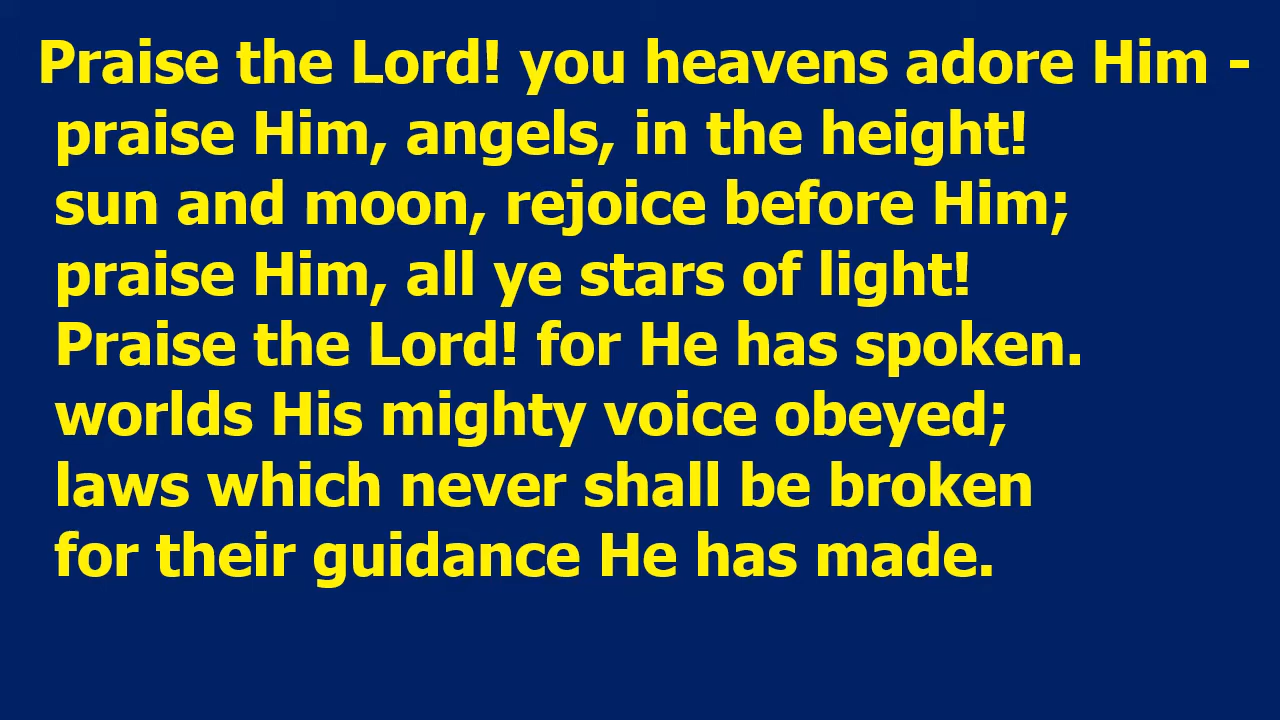 Praise the Lord! you heavens adore Him -
praise Him, angels, in the height!
sun and moon, rejoice before Him;
praise Him, all ye stars of light!
Praise the Lord! for He has spoken.
worlds His mighty voice obeyed;
laws which never shall be broken
for their guidance He has made.